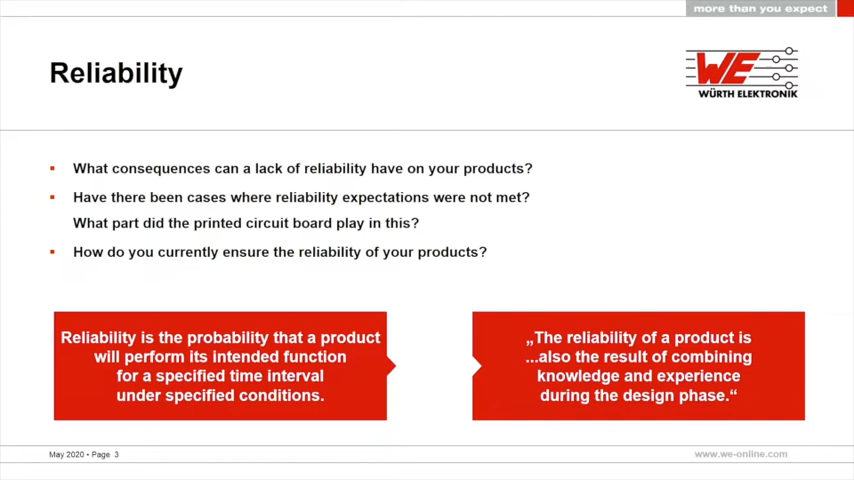 more than you expect
Reliability
WE
WÜRTH ELEKTRONIK
▪ What consequences can a lack of reliability have on your products?
▪ Have there been cases where reliability expectations were not met?
What part did the printed circuit board play in this?
▪ How do you currently ensure the reliability of your products?
Reliability is the probability that a product
will perform its intended function
for a specified time interval
under specified conditions.
„The reliability of a product is
...also the result of combining
knowledge and experience
during the design phase.“
May 2020 • Page 3
www.we-online.com